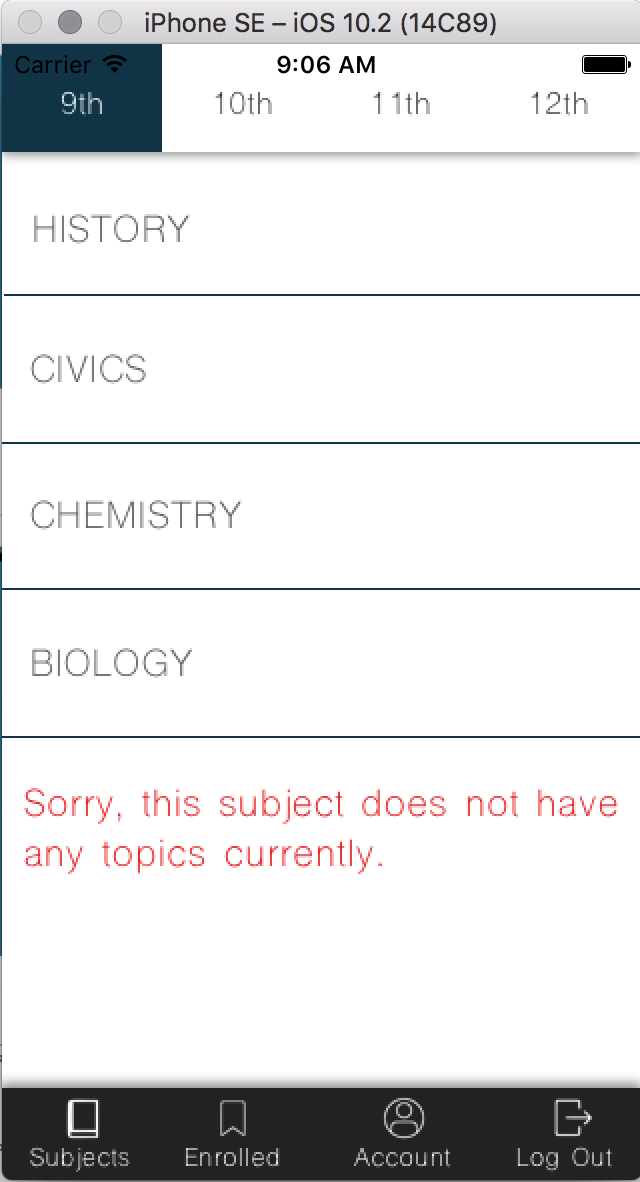 iPhone SE – iOS 10.2 (14C89)
Carrier 9:06 AM
9th 10th 11th 12th
HISTORY
CIVICS
CHEMISTRY
BIOLOGY
Sorry, this subject does not have
any topics currently.
Subjects Enrolled Account Log Out